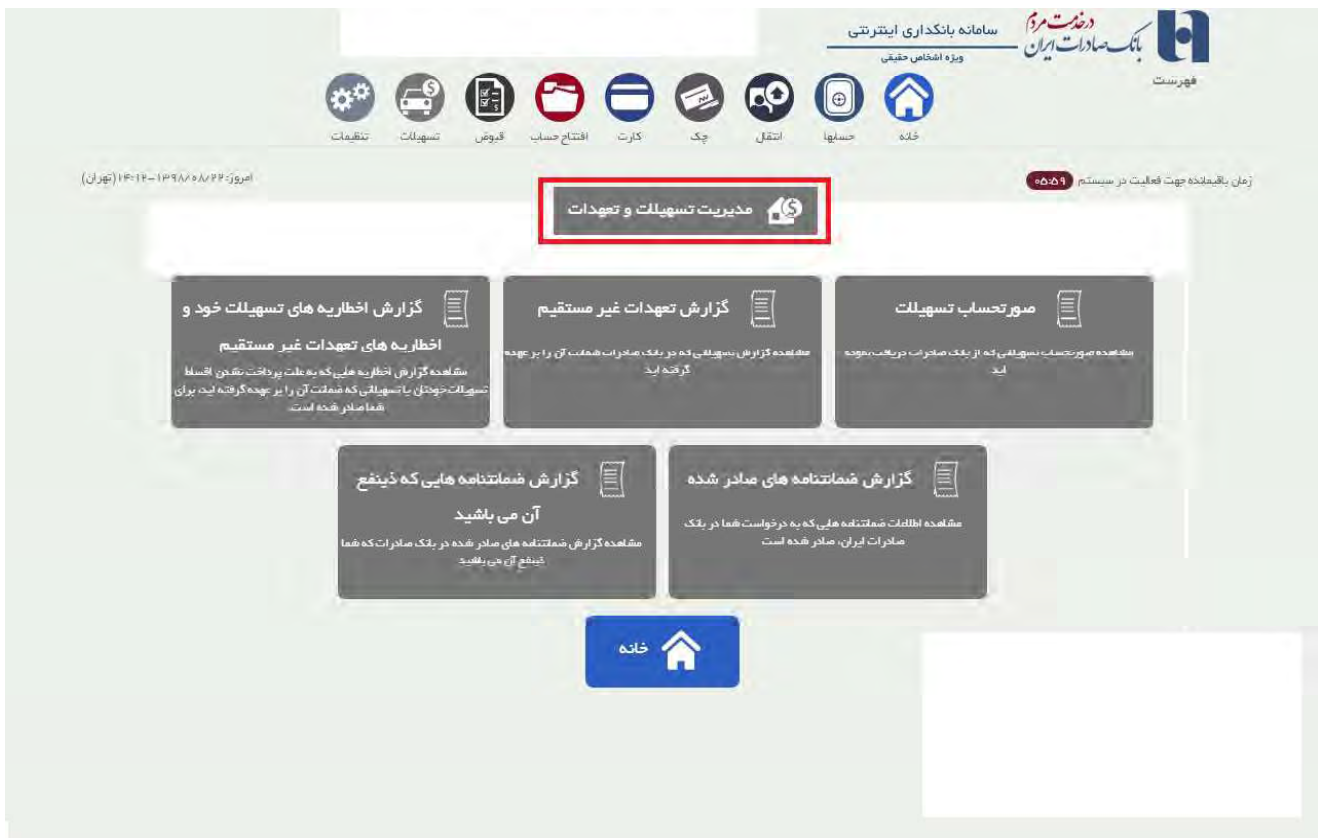 درخدمت مردم
بانک صادرات ایران
سامانه بانکداری اینترنتی
ویژه اشخاص حقیقی
فهرست
خانه
حسابها
انتقال
چک
کارت
افتتاح حساب
قبوض
تسهیلات
تنظیمات
زمان باقیمانده جهت فعالیت در سیستم ۰۵:۵۹
امروز: ۱۳۹۸/۰۸/۲۲-۱۴:۱۲ (تهران)
مدیریت تسهیلات و تعهدات
صورتحساب تسهیلات
مشاهده صورتحساب تسهیلاتی که از بانک صادرات دریافت نموده
اید
گزارش تعهدات غیر مستقیم
مشاهده گزارش تسهیلاتی که در بانک صادرات ضمانت آن را بر عهده
گرفته اید
گزارش اخطاریه های تسهیلات خود و
اخطاریه های تعهدات غیر مستقیم
مشاهده گزارش اخطاریه هایی که به علت پرداخت نشدن اقساط
تسهیلات خودتان یا تسهیلاتی که ضمانت آن را بر عهده گرفته اید، برای
شما صادر شده است.
گزارش ضمانتنامه های صادر شده
مشاهده اطلاعات ضمانتنامه هایی که به درخواست شما در بانک
صادرات ایران، صادر شده است
گزارش ضمانتنامه هایی که ذینفع
آن می باشید
مشاهده گزارش ضمانتنامه های صادر شده در بانک صادرات که شما
ذینفع آن می باشید
خانه